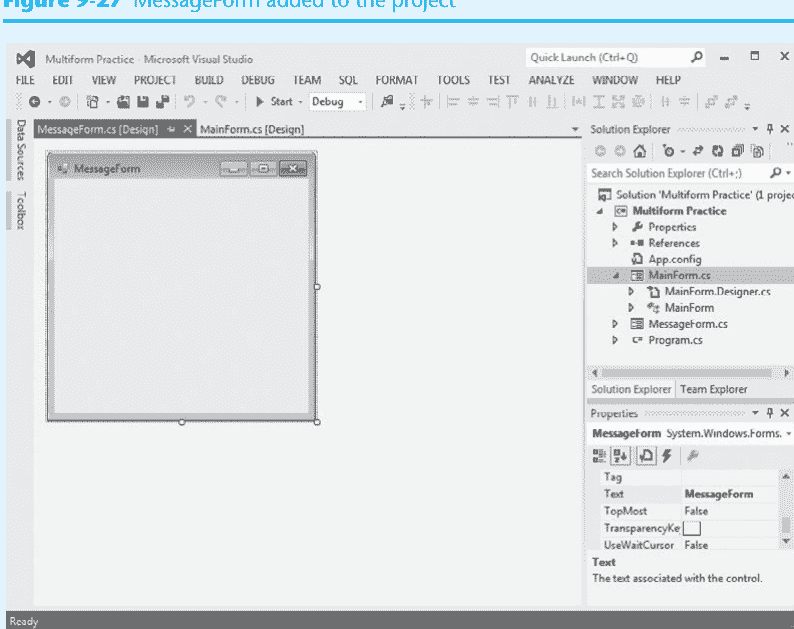 Figure 9-27 MessageForm added to the project
Multiform Practice - Microsoft Visual Studio
Quick Launch (Ctrl+Q)
FILE EDIT VIEW PROJECT BUILD DEBUG TEAM SQL FORMAT TOOLS TEST ANALYZE WINDOW HELP
Start Debug
Data Sources
Toolbox
MessageForm.cs [Design] MainForm.cs [Design]
MessageForm
Solution Explorer
Search Solution Explorer (Ctrl+;)
Solution 'Multiform Practice' (1 projec
Multiform Practice
Properties
References
App.config
MainForm.cs
MainForm.Designer.cs
MainForm
MessageForm.cs
C# Program.cs
Solution Explorer Team Explorer
Properties
MessageForm System.Windows.Forms.
Tag
Text MessageForm
TopMost False
TransparencyKe
UseWaitCursor False
Text
The text associated with the control.
Ready